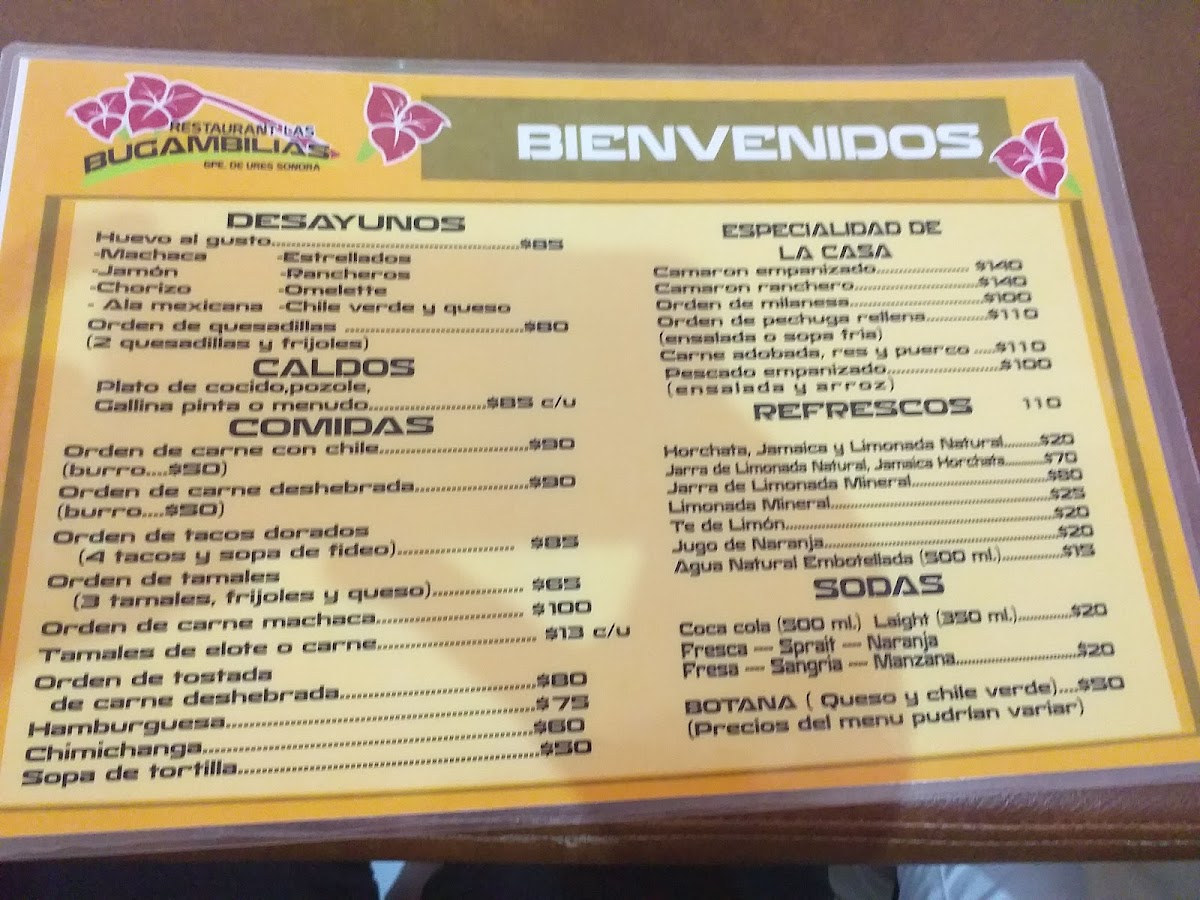 RESTAURANT LAS
BUGAMBILIAS
GPE. DE URES SONORA
BIENVENIDOS
DESAYUNOS
Huevo al gusto..........$85
-Machaca -Estrellados
-Jamón -Rancheros
-Chorizo -Omelette
- Ala mexicana -Chile verde y queso
Orden de quesadillas ..........$80
(2 quesadillas y frijoles)
CALDOS
Plato de cocido,pozole,
Gallina pinta o menudo..........$85 c/u
COMIDAS
Orden de carne con chile..........$90
(burro....$50)
Orden de carne deshebrada..........$90
(burro....$50)
Orden de tacos dorados
(4 tacos y sopa de fideo).......... $85
Orden de tamales
(3 tamales, frijoles y queso).......... $65
Orden de carne machaca.......... $100
Tamales de elote o carne.......... $13 c/u
Orden de tostada
de carne deshebrada..........$80
Hamburguesa..........$75
Chimichanga..........$60
Sopa de tortilla..........$50
ESPECIALIDAD DE
LA CASA
Camaron empanizado.......... $140
Camaron ranchero..........$140
Orden de milanesa..........$100
Orden de pechuga rellena..........$110
(ensalada o sopa fria)
Carne adobada, res y puerco .....$110
Pescado empanizado..........$100
(ensalada y arroz)
110
REFRESCOS
Horchata, Jamaica y Limonada Natural..........$20
Jarra de Limonada Natural, Jamaica Horchata..........$70
Jarra de Limonada Mineral..........$80
Limonada Mineral..........$25
Te de Limón..........$20
Jugo de Naranja..........$20
Agua Natural Embotellada (500 ml.)..........$15
SODAS
Coca cola (500 ml.) Laight (350 ml.)..........$20
Fresca --- Sprait --- Naranja
Fresa --- Sangria --- Manzana..........$20
BOTANA ( Queso y chile verde)....$50
(Precios del menu pudrían variar)